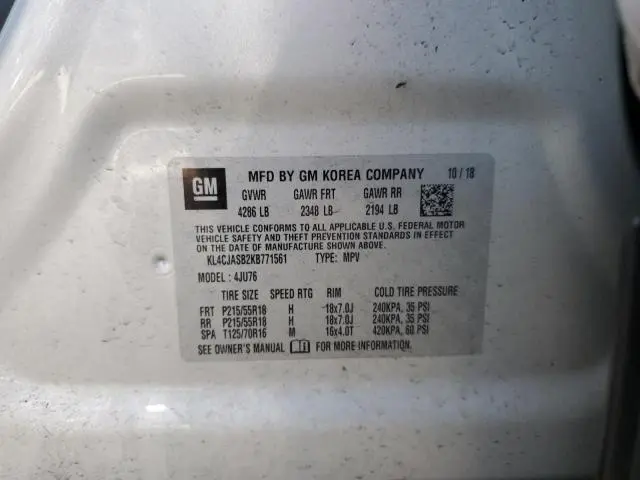 GM MFD BY GM KOREA COMPANY 10 / 18
GVWR GAWR FRT GAWR RR
4286 LB 2348 LB 2194 LB
THIS VEHICLE CONFORMS TO ALL APPLICABLE U.S. FEDERAL MOTOR
VEHICLE SAFETY AND THEFT PREVENTION STANDARDS IN EFFECT
ON THE DATE OF MANUFACTURE SHOWN ABOVE.
KL4CJASB2KB771561 TYPE: MPV
MODEL : 4JU76
TIRE SIZE SPEED RTG RIM COLD TIRE PRESSURE
FRT P215/55R18 H 18x7.0J 240KPA, 35 PSI
RR P215/55R18 H 18x7.0J 240KPA, 35 PSI
SPA T125/70R16 M 16x4.0T 420KPA, 60 PSI
SEE OWNER'S MANUAL FOR ADDITIONAL INFORMATION